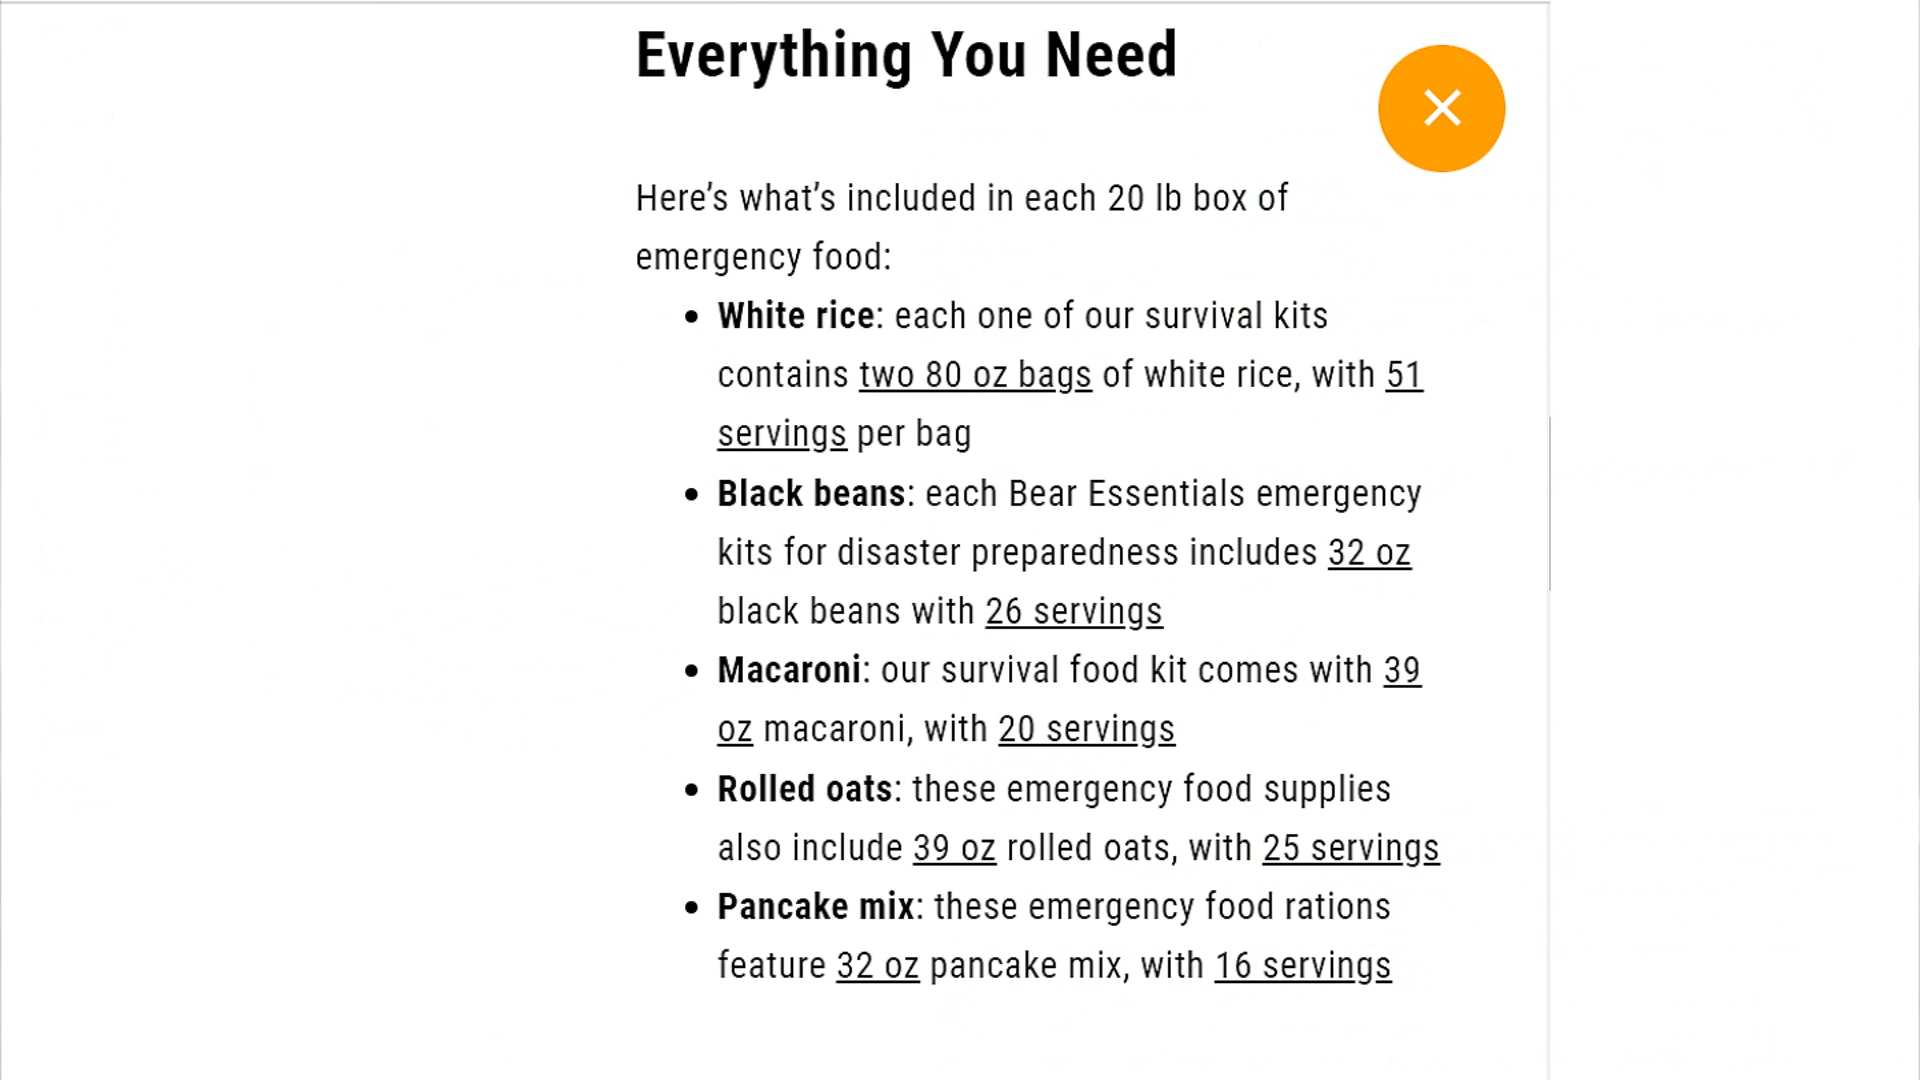 Everything You Need
Here’s what’s included in each 20 lb box of
emergency food:
• White rice: each one of our survival kits
contains two 80 oz bags of white rice, with 51
servings per bag
• Black beans: each Bear Essentials emergency
kits for disaster preparedness includes 32 oz
black beans with 26 servings
• Macaroni: our survival food kit comes with 39
oz macaroni, with 20 servings
• Rolled oats: these emergency food supplies
also include 39 oz rolled oats, with 25 servings
• Pancake mix: these emergency food rations
feature 32 oz pancake mix, with 16 servings